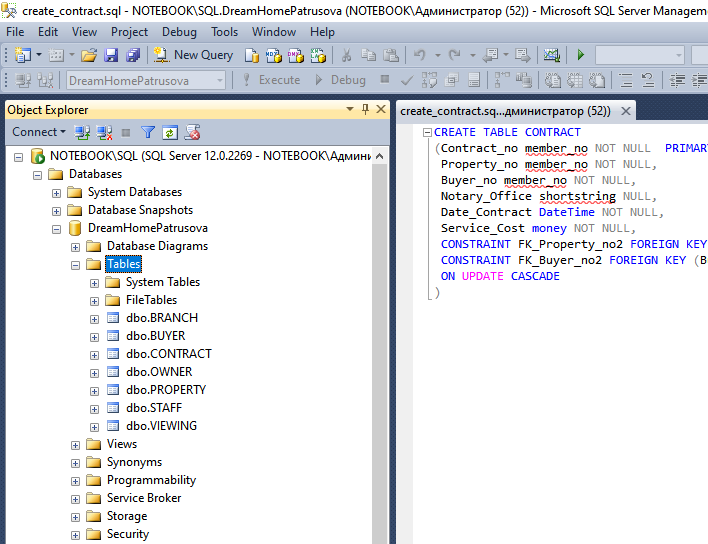 create_contract.sql - NOTEBOOK\SQL.DreamHomePatrusova (NOTEBOOK\Администратор (52)) - Microsoft SQL Server Managem
File Edit View Project Debug Tools Window Help
New Query MDX DMX XMLA
DreamHomePatrusova Execute Debug
Object Explorer
Connect
NOTEBOOK\SQL (SQL Server 12.0.2269 - NOTEBOOK\Админи
Databases
System Databases
Database Snapshots
DreamHomePatrusova
Database Diagrams
Tables
System Tables
FileTables
dbo.BRANCH
dbo.BUYER
dbo.CONTRACT
dbo.OWNER
dbo.PROPERTY
dbo.STAFF
dbo.VIEWING
Views
Synonyms
Programmability
Service Broker
Storage
Security
create_contract.sq...дминистратор (52))
CREATE TABLE CONTRACT
(Contract_no member_no NOT NULL PRIMAR
Property_no member_no NOT NULL,
Buyer_no member_no NOT NULL,
Notary_Office shortstring NOT NULL,
Date_Contract DateTime NOT NULL,
Service_Cost money NOT NULL,
CONSTRAINT FK_Property_no2 FOREIGN KEY
CONSTRAINT FK_Buyer_no2 FOREIGN KEY (B
ON UPDATE CASCADE
)